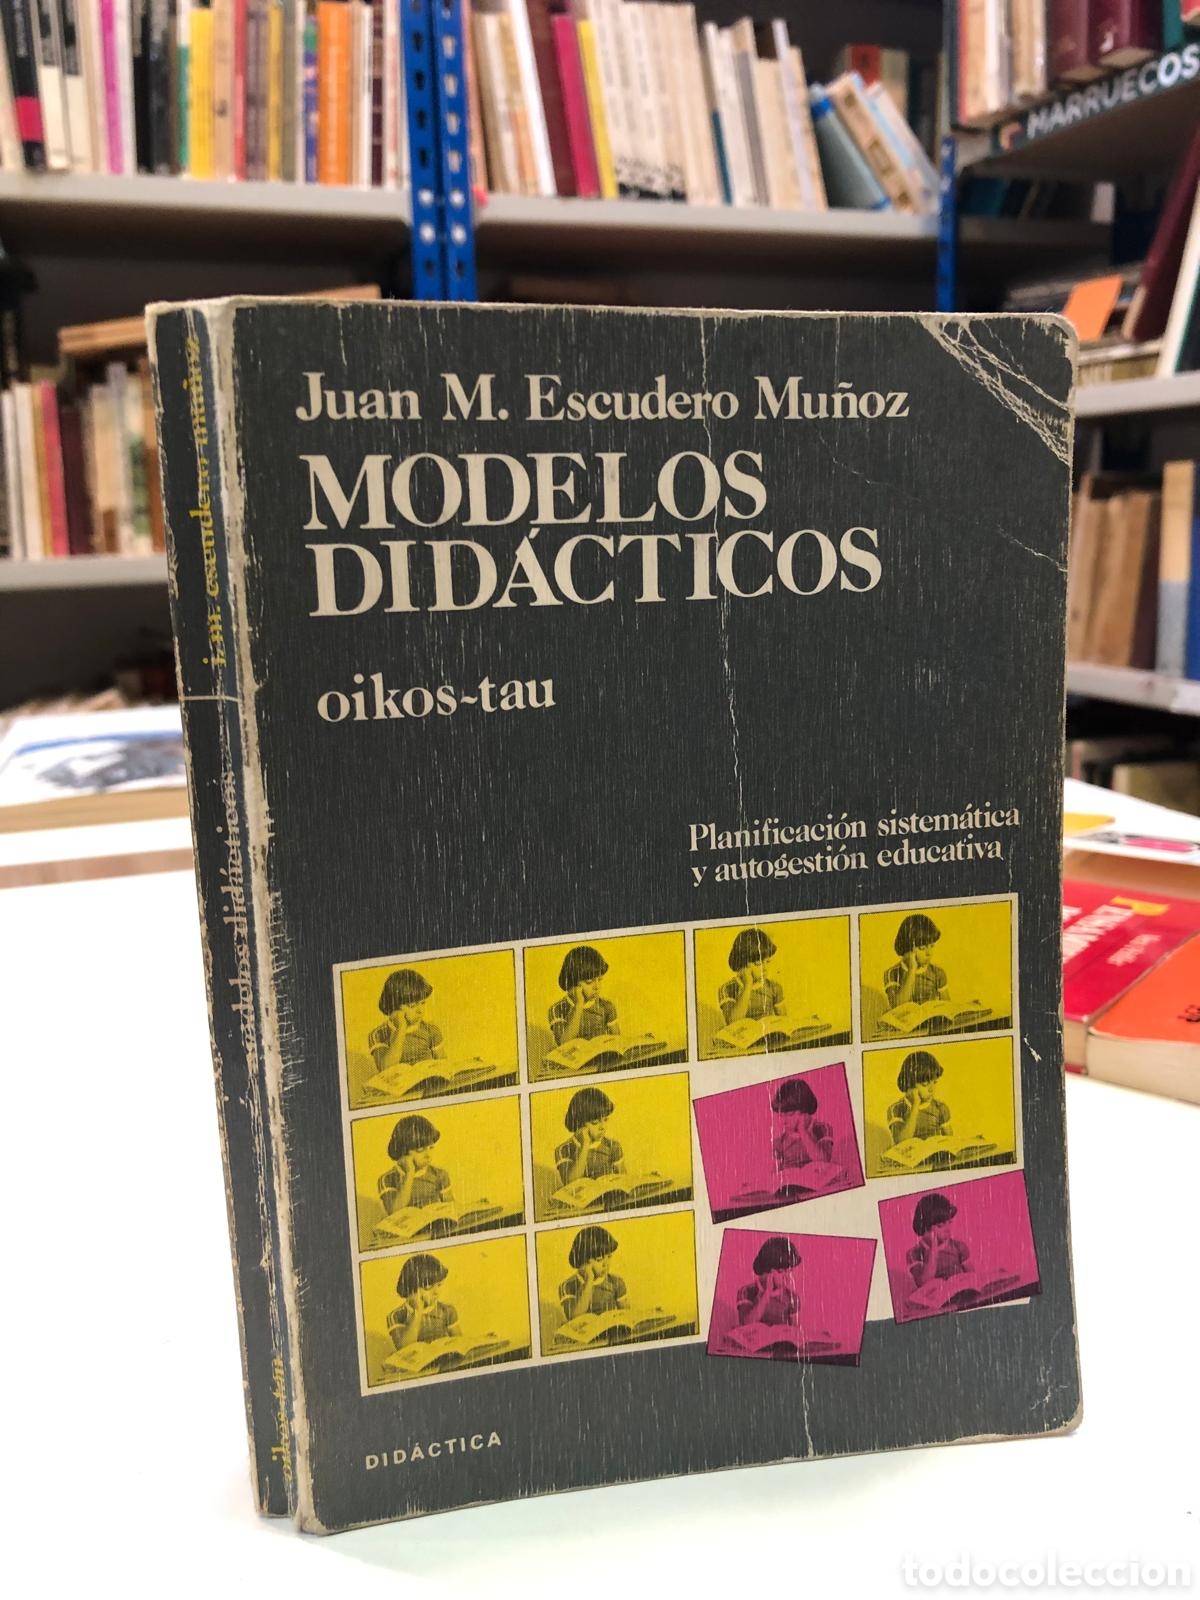 MARRUECOS
Juan M. Escudero Muñoz
MODELOS
DIDÁCTICOS
oikos-tau
Planificación sistemática
y autogestión educativa
DIDÁCTICA
j.m. escudero muñoz
modelos didácticos
oikos-tau
todocoleccion